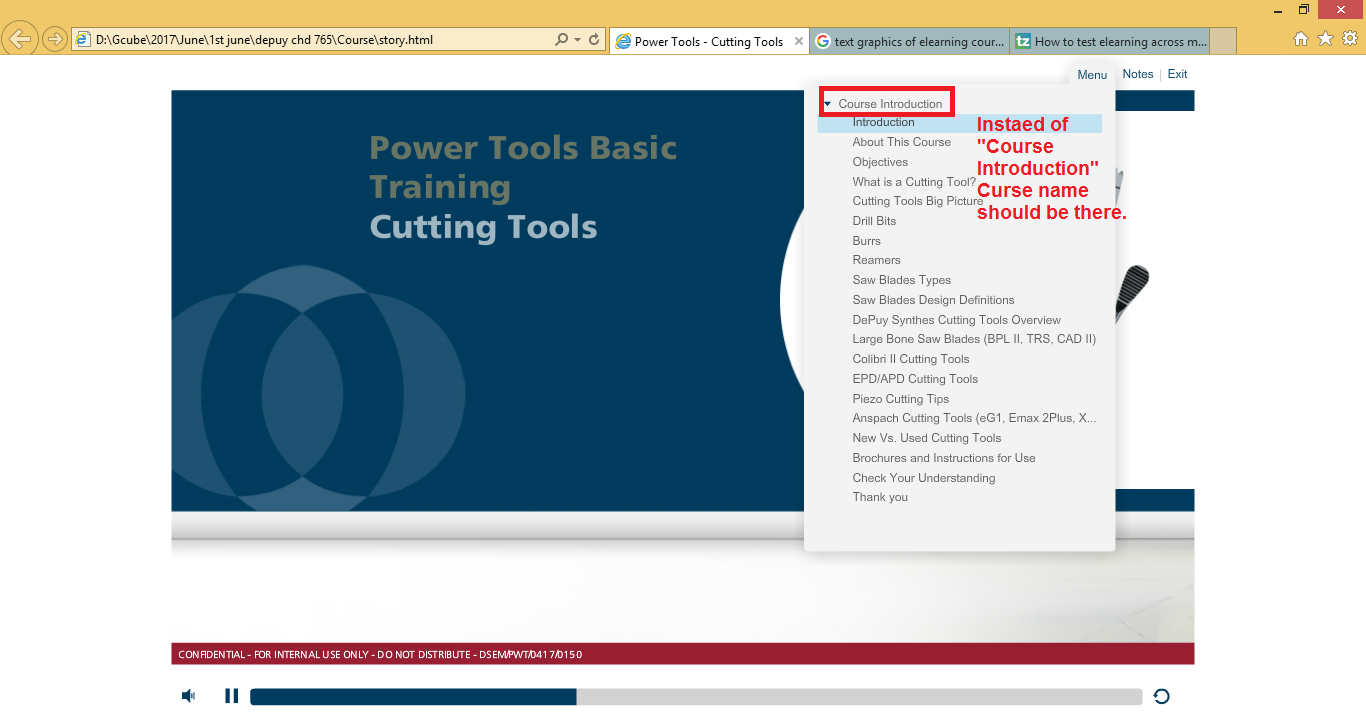 D:\Gcube\2017\June\1st june\depuy chd 765\Course\story.html
Power Tools - Cutting Tools
text graphics of elearning cour...
How to test elearning across m...
Menu
Notes
Exit
Course Introduction
Introduction
About This Course
Objectives
What is a Cutting Tool?
Cutting Tools Big Picture
Drill Bits
Burrs
Reamers
Saw Blades Types
Saw Blades Design Definitions
DePuy Synthes Cutting Tools Overview
Large Bone Saw Blades (BPL II, TRS, CAD II)
Colibri II Cutting Tools
EPD/APD Cutting Tools
Piezo Cutting Tips
Anspach Cutting Tools (eG1, Emax 2Plus, X...
New Vs. Used Cutting Tools
Brochures and Instructions for Use
Check Your Understanding
Thank you
Instaed of
"Course
Introduction"
Curse name
should be there.
Power Tools Basic
Training
Cutting Tools
CONFIDENTIAL - FOR INTERNAL USE ONLY - DO NOT DISTRIBUTE - DSEM/PWT/0417/0150